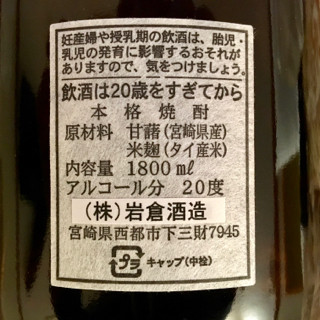 妊産婦や授乳期の飲酒は、胎児・
乳児の発育に影響するおそれが
ありますので、気をつけましょう。
飲酒は20歳をすぎてから
本格焼酎
原材料 甘藷(宮崎県産)
米麹(タイ産米)
内容量 1800mℓ
アルコール分 20度
(株)岩倉酒造
宮崎県西都市下三財7945
プラ キャップ(中栓)